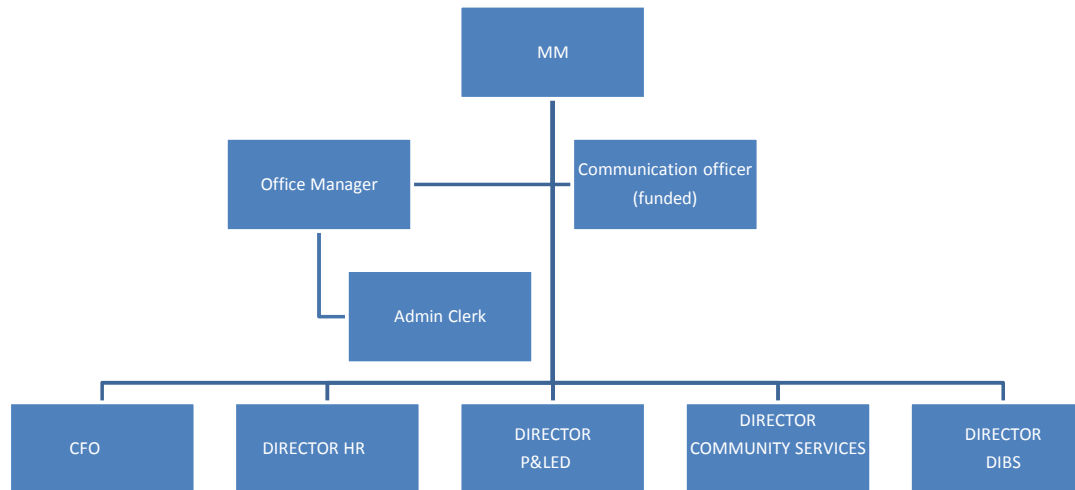 MM
Office Manager
Communication officer
(funded)
Admin Clerk
CFO
DIRECTOR HR
DIRECTOR
P&LED
DIRECTOR
COMMUNITY SERVICES
DIRECTOR
DIBS